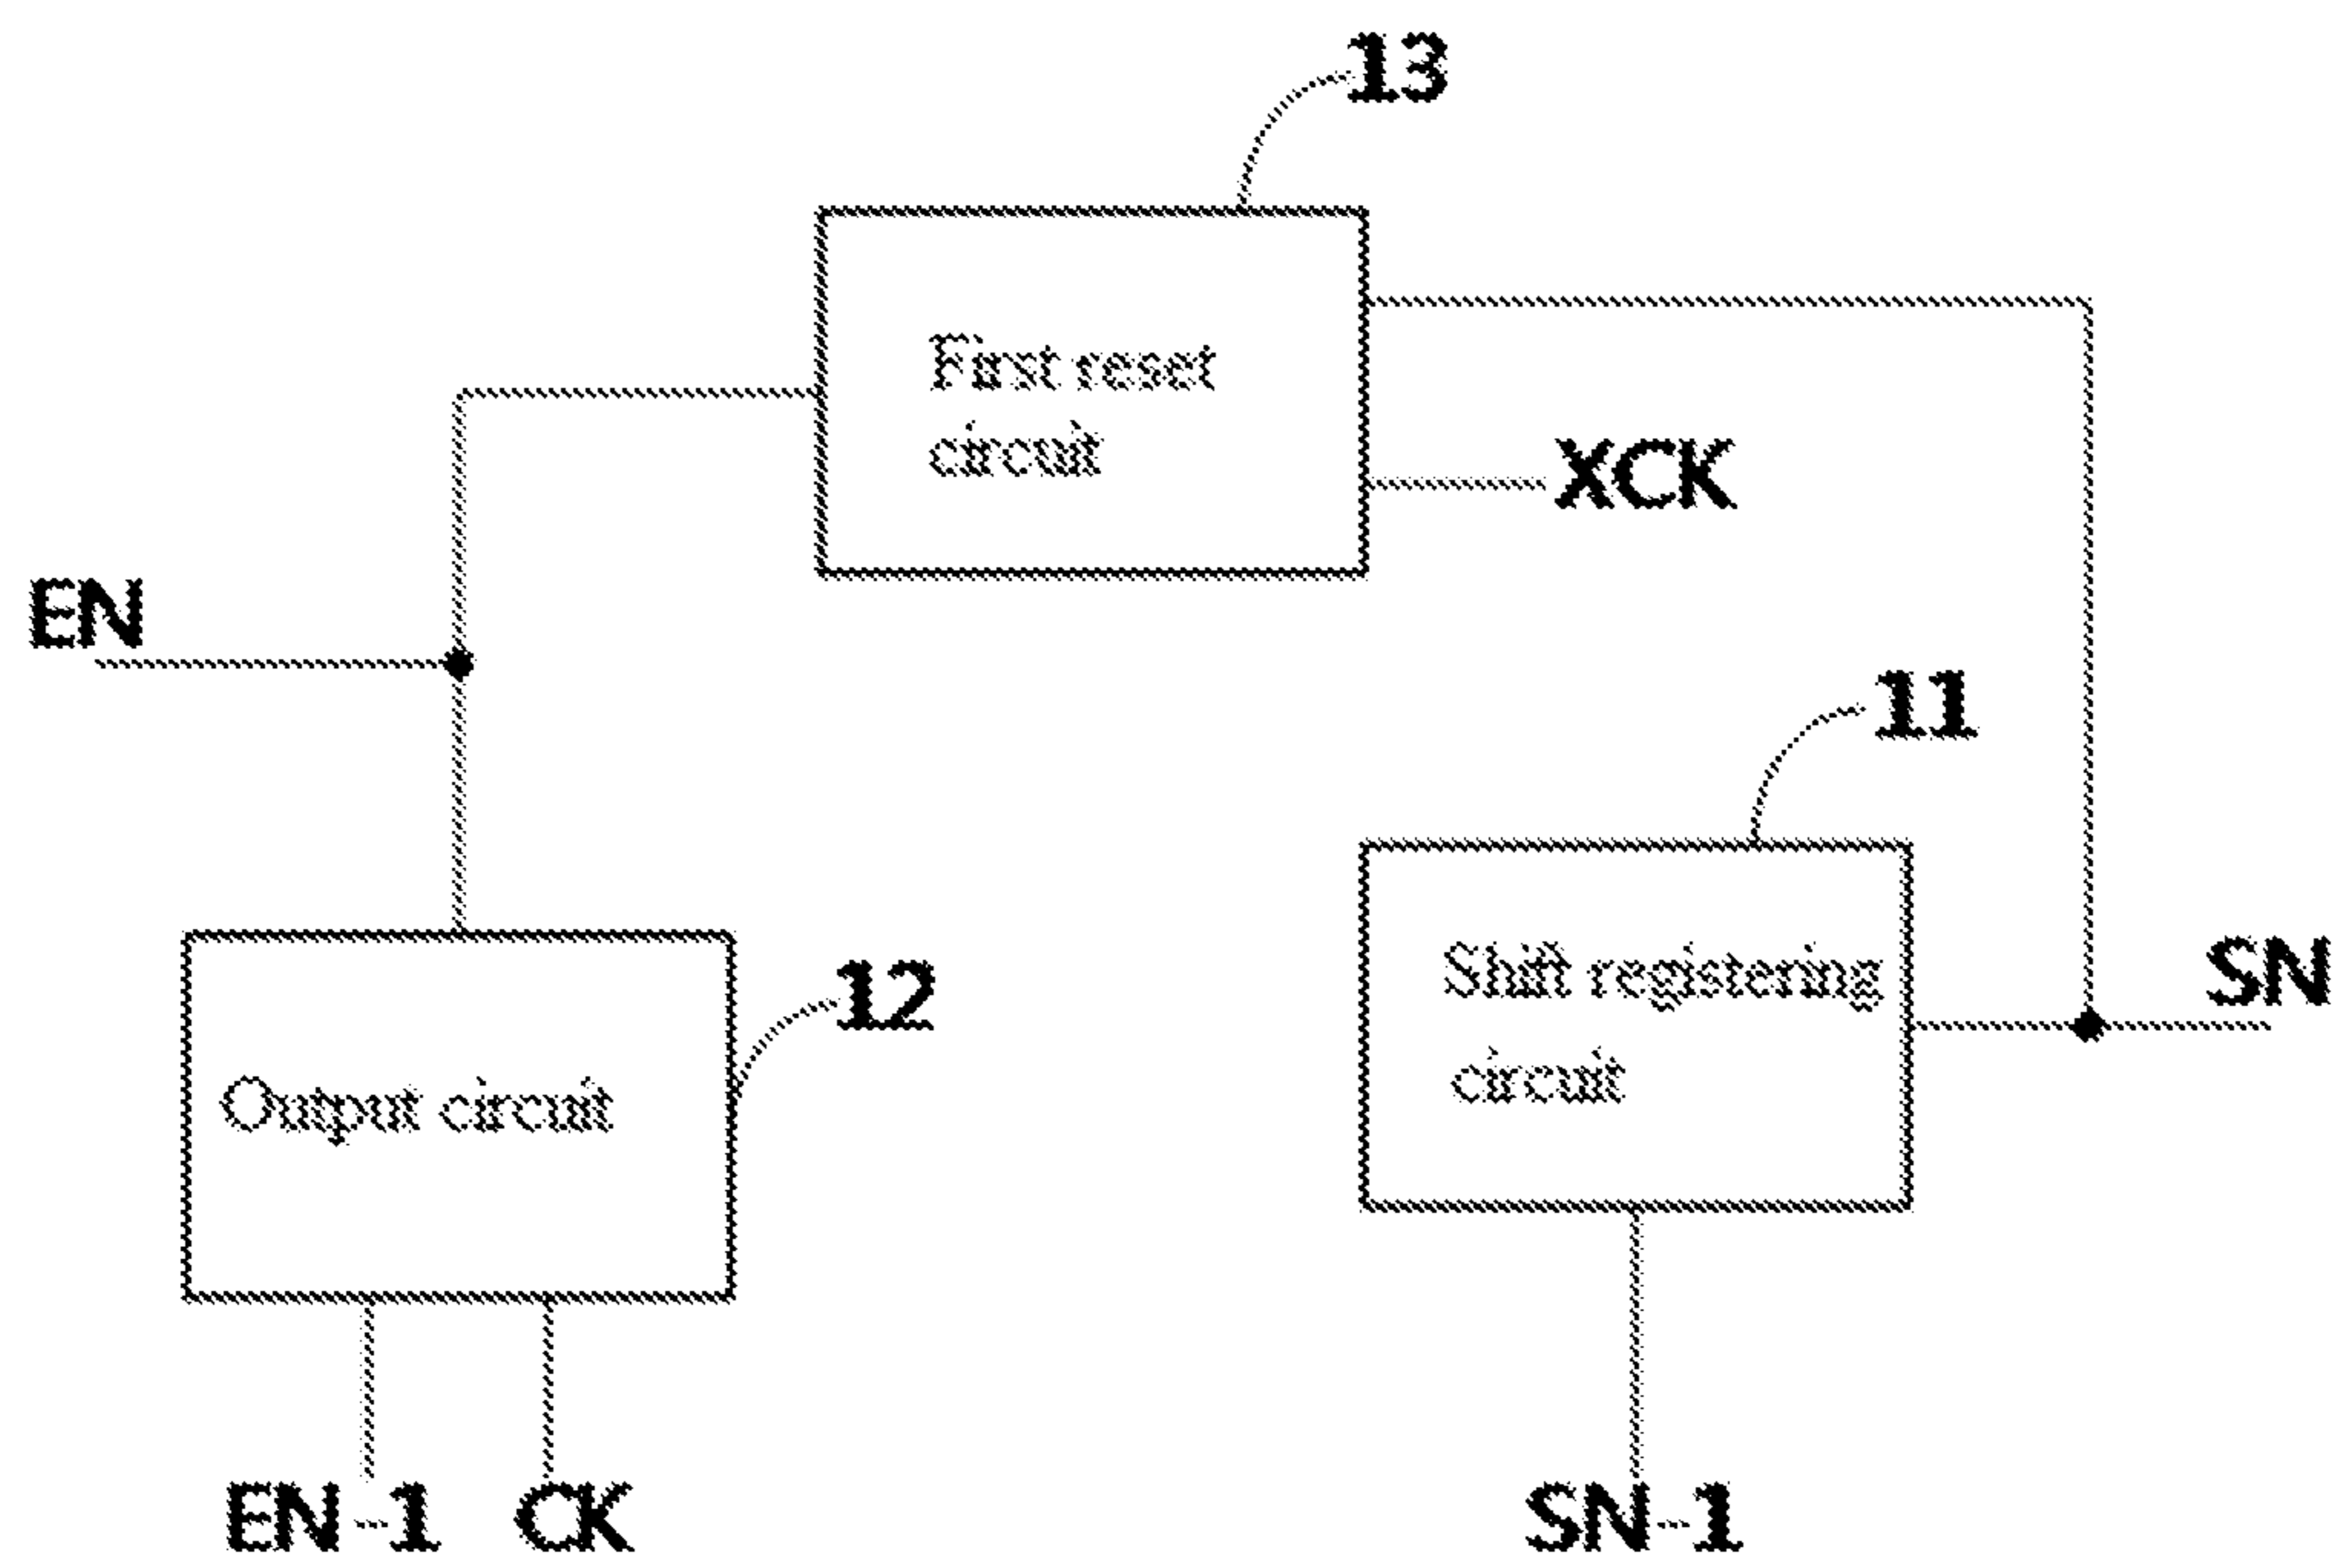 13
First reset
circuit
XCK
EN
11
12
Shift registering
circuit
SN
Output circuit
EN-1
CK
SN-1